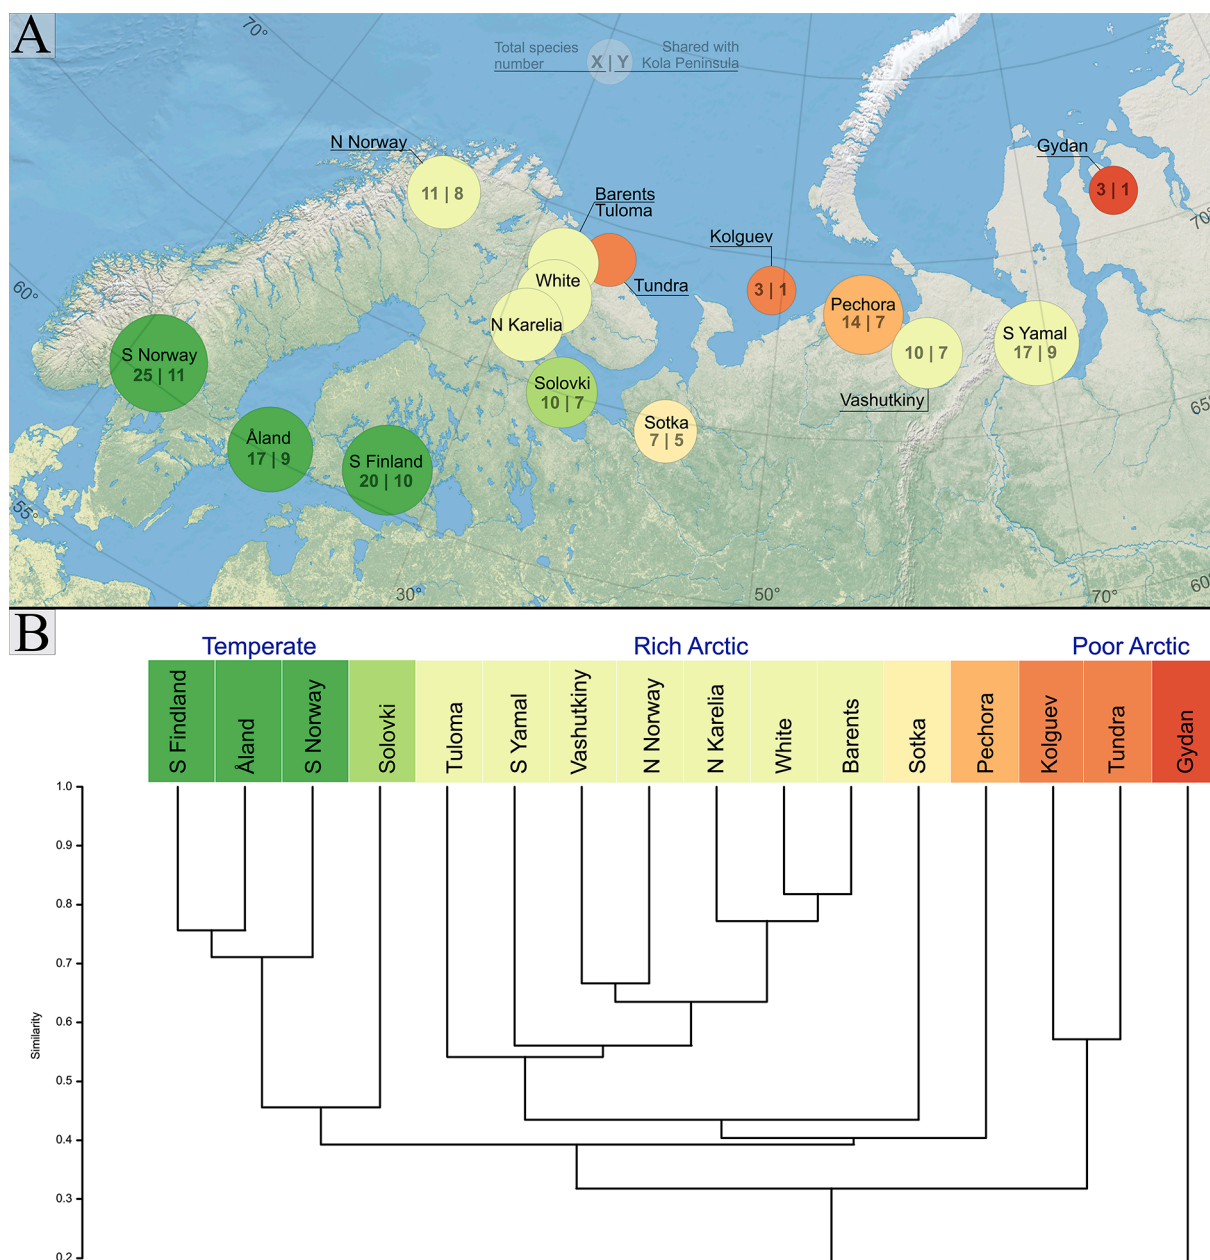 A
70°
Total species number
X | Y
Shared with Kola Peninsula
N Norway
11 | 8
Gydan
3 | 1
70°
Barents
Tuloma
Kolguev
3 | 1
Tundra
White
60°
N Karelia
Pechora
14 | 7
S Norway
25 | 11
10 | 7
Vashutkiny
S Yamal
17 | 9
Solovki
10 | 7
65°
Sotka
7 | 5
Åland
17 | 9
S Finland
20 | 10
55°
30°
50°
70°
60°
B
Temperate
Rich Arctic
Poor Arctic
S Findland
Åland
S Norway
Solovki
Tuloma
S Yamal
Vashutkiny
N Norway
N Karelia
White
Barents
Sotka
Pechora
Kolguev
Tundra
Gydan
1.0
0.9
0.8
0.7
0.6
Similarity
0.5
0.4
0.3
0.2